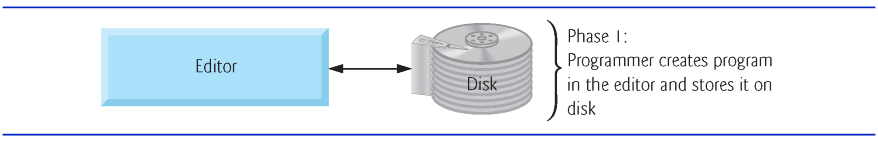 Editor
Disk
Phase 1:
Programmer creates program
in the editor and stores it on
disk